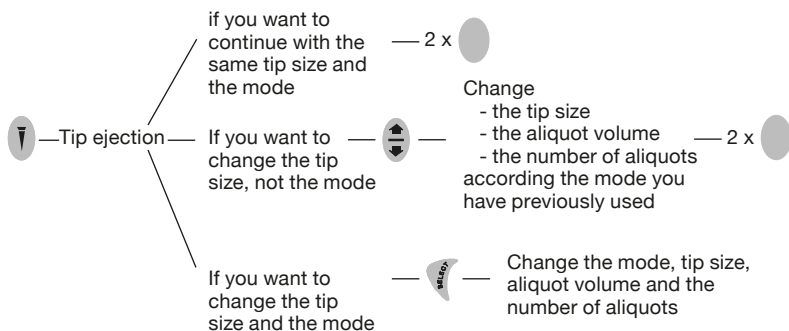 if you want to
continue with the
same tip size and
the mode
2 x
Tip ejection
If you want to
change the tip
size, not the mode
Change
- the tip size
- the aliquot volume
- the number of aliquots
according the mode you
have previously used
2 x
If you want to
change the tip
size and the mode
SELECT
Change the mode, tip size,
aliquot volume and the
number of aliquots